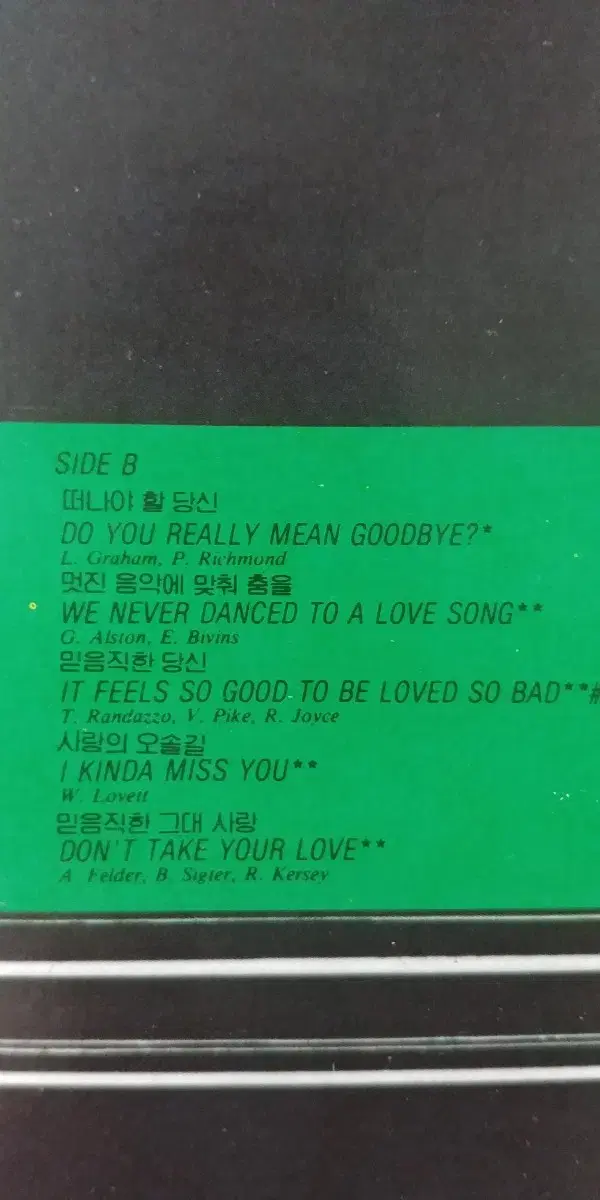 SIDE B
떠나야 할 당신
DO YOU REALLY MEAN GOODBYE?*
L. Graham, P. Richmond
멋진 음악에 맞춰 춤을
WE NEVER DANCED TO A LOVE SONG**
G. Alston, E. Bivins
믿음직한 당신
IT FEELS SO GOOD TO BE LOVED SO BAD**#
T. Randazzo, V. Pike, R. Joyce
사랑의 오솔길
I KINDA MISS YOU**
W. Lovett
믿음직한 그대 사랑
DON'T TAKE YOUR LOVE**
A. Felder, B. Sigler, R. Kersey